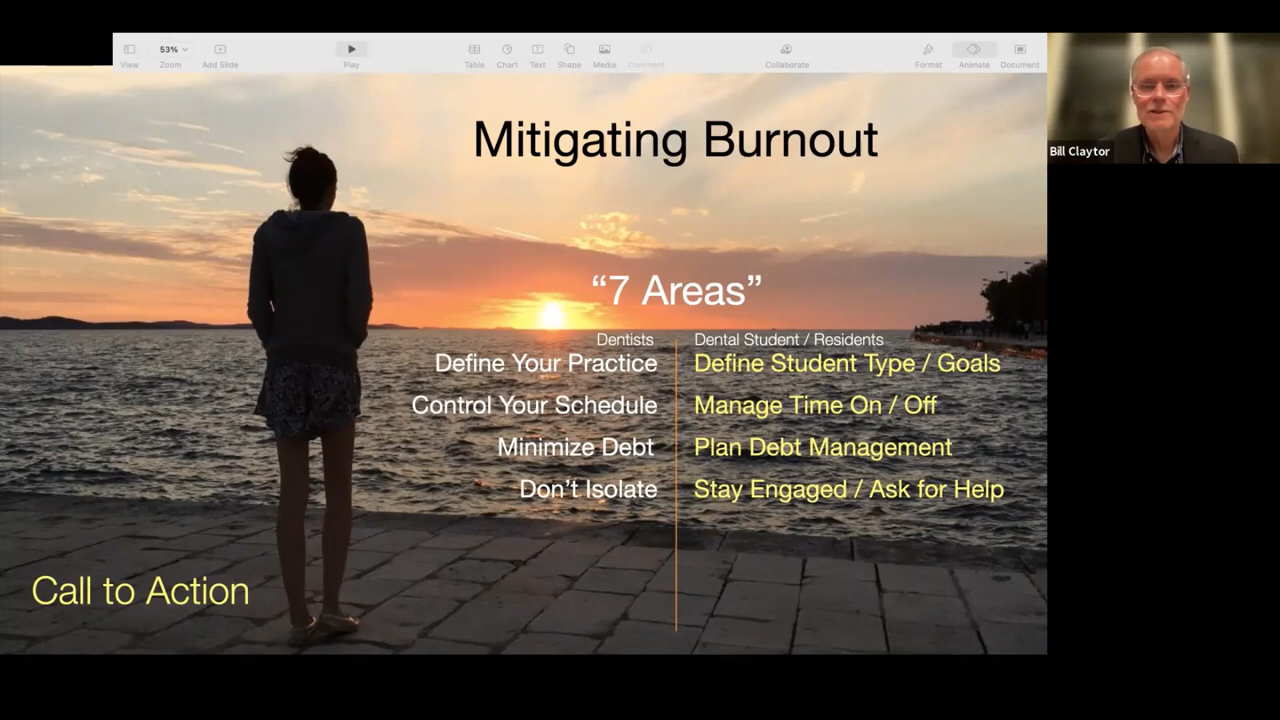 53%
View
Zoom
Add Slide
Play
Table
Chart
Text
Shape
Media
Comment
Collaborate
Format
Animate
Document
Bill Claytor
Mitigating Burnout
“7 Areas”
Dentists
Dental Student / Residents
Define Your Practice
Define Student Type / Goals
Control Your Schedule
Manage Time On / Off
Minimize Debt
Plan Debt Management
Don’t Isolate
Stay Engaged / Ask for Help
Call to Action